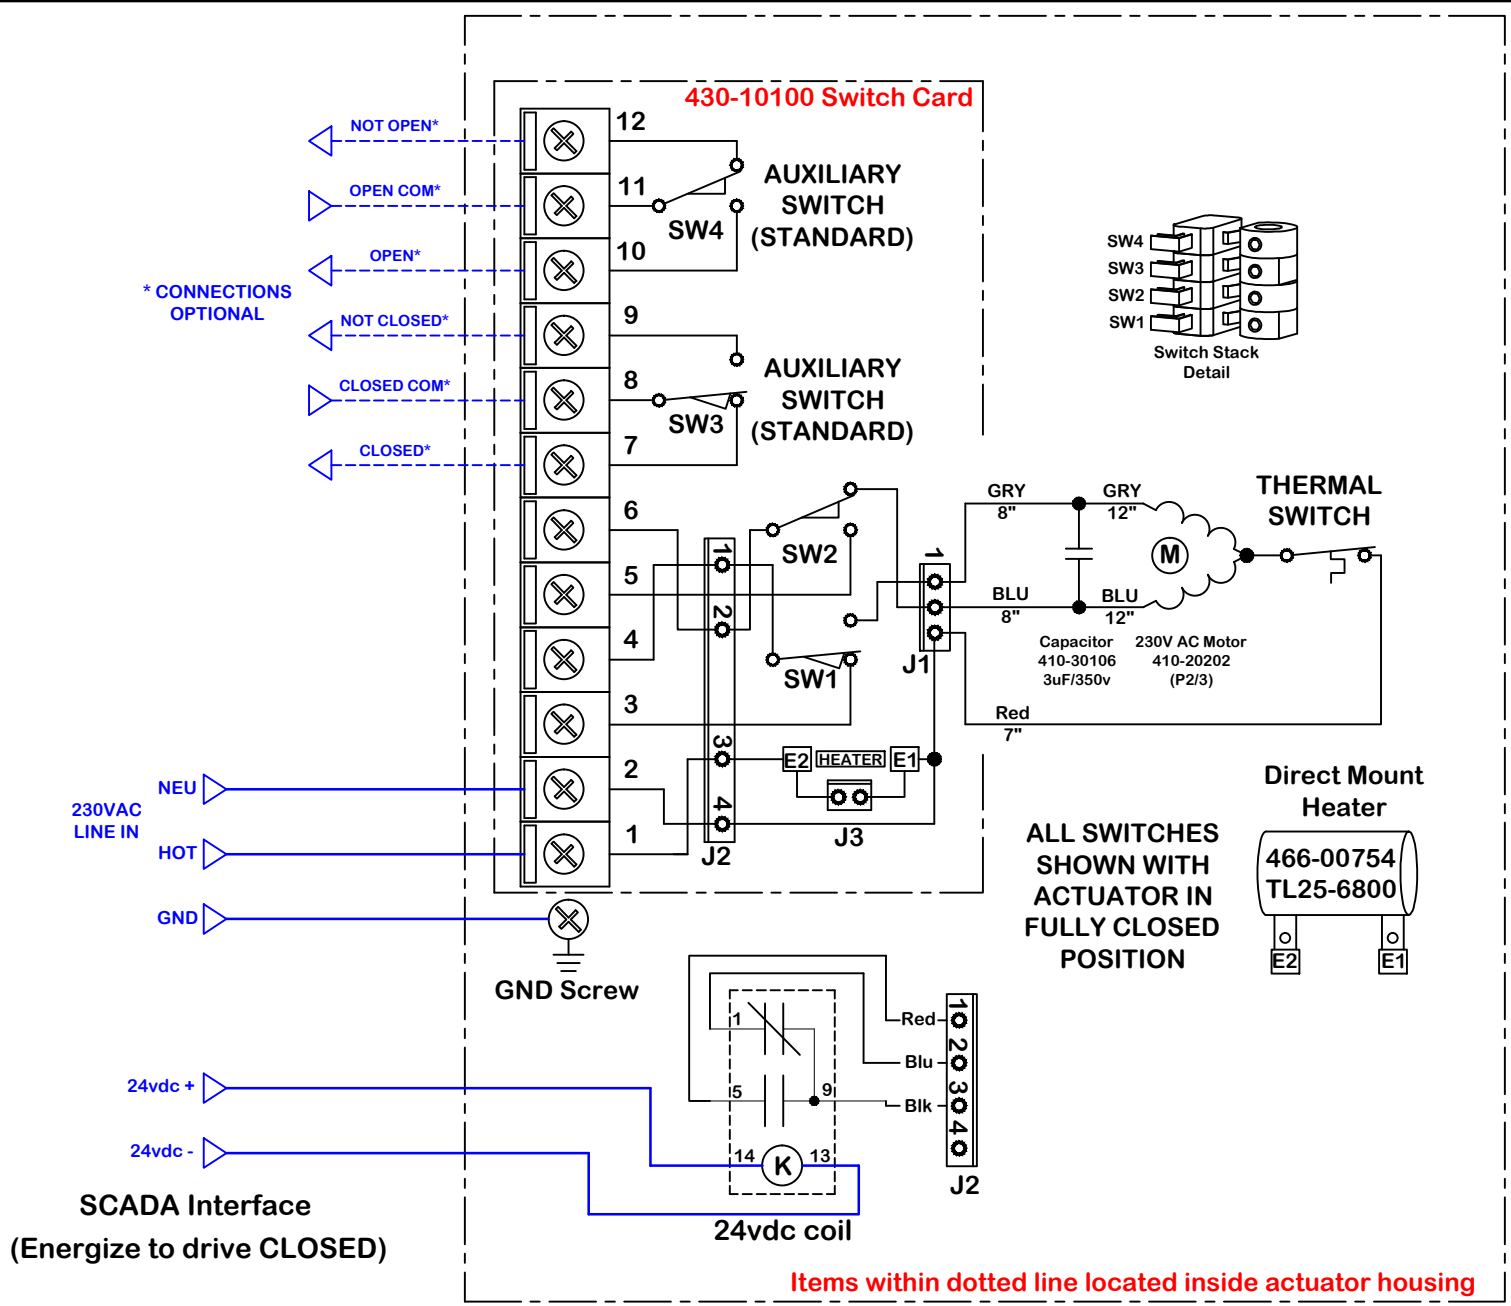 430-10100 Switch Card
NOT OPEN*
12
OPEN COM*
11
SW4
AUXILIARY
SWITCH
(STANDARD)
OPEN*
10
* CONNECTIONS
OPTIONAL
NOT CLOSED*
9
CLOSED COM*
8
SW3
AUXILIARY
SWITCH
(STANDARD)
CLOSED*
7
SW4
SW3
SW2
SW1
Switch Stack
Detail
6
5
4
3
2
1
1
2
3
4
J2
SW2
SW1
1
J1
GRY
8"
GRY
12"
BLU
8"
BLU
12"
M
THERMAL
SWITCH
Capacitor
410-30106
3uF/350v
230V AC Motor
410-20202
(P2/3)
Red
7"
E2
HEATER
E1
J3
NEU
230VAC
LINE IN
HOT
GND
GND Screw
ALL SWITCHES
SHOWN WITH
ACTUATOR IN
FULLY CLOSED
POSITION
Direct Mount
Heater
466-00754
TL25-6800
E2
E1
1
5
9
14
K
13
24vdc coil
Red
Blu
Blk
1
2
3
4
J2
24vdc +
24vdc -
SCADA Interface
(Energize to drive CLOSED)
Items within dotted line located inside actuator housing